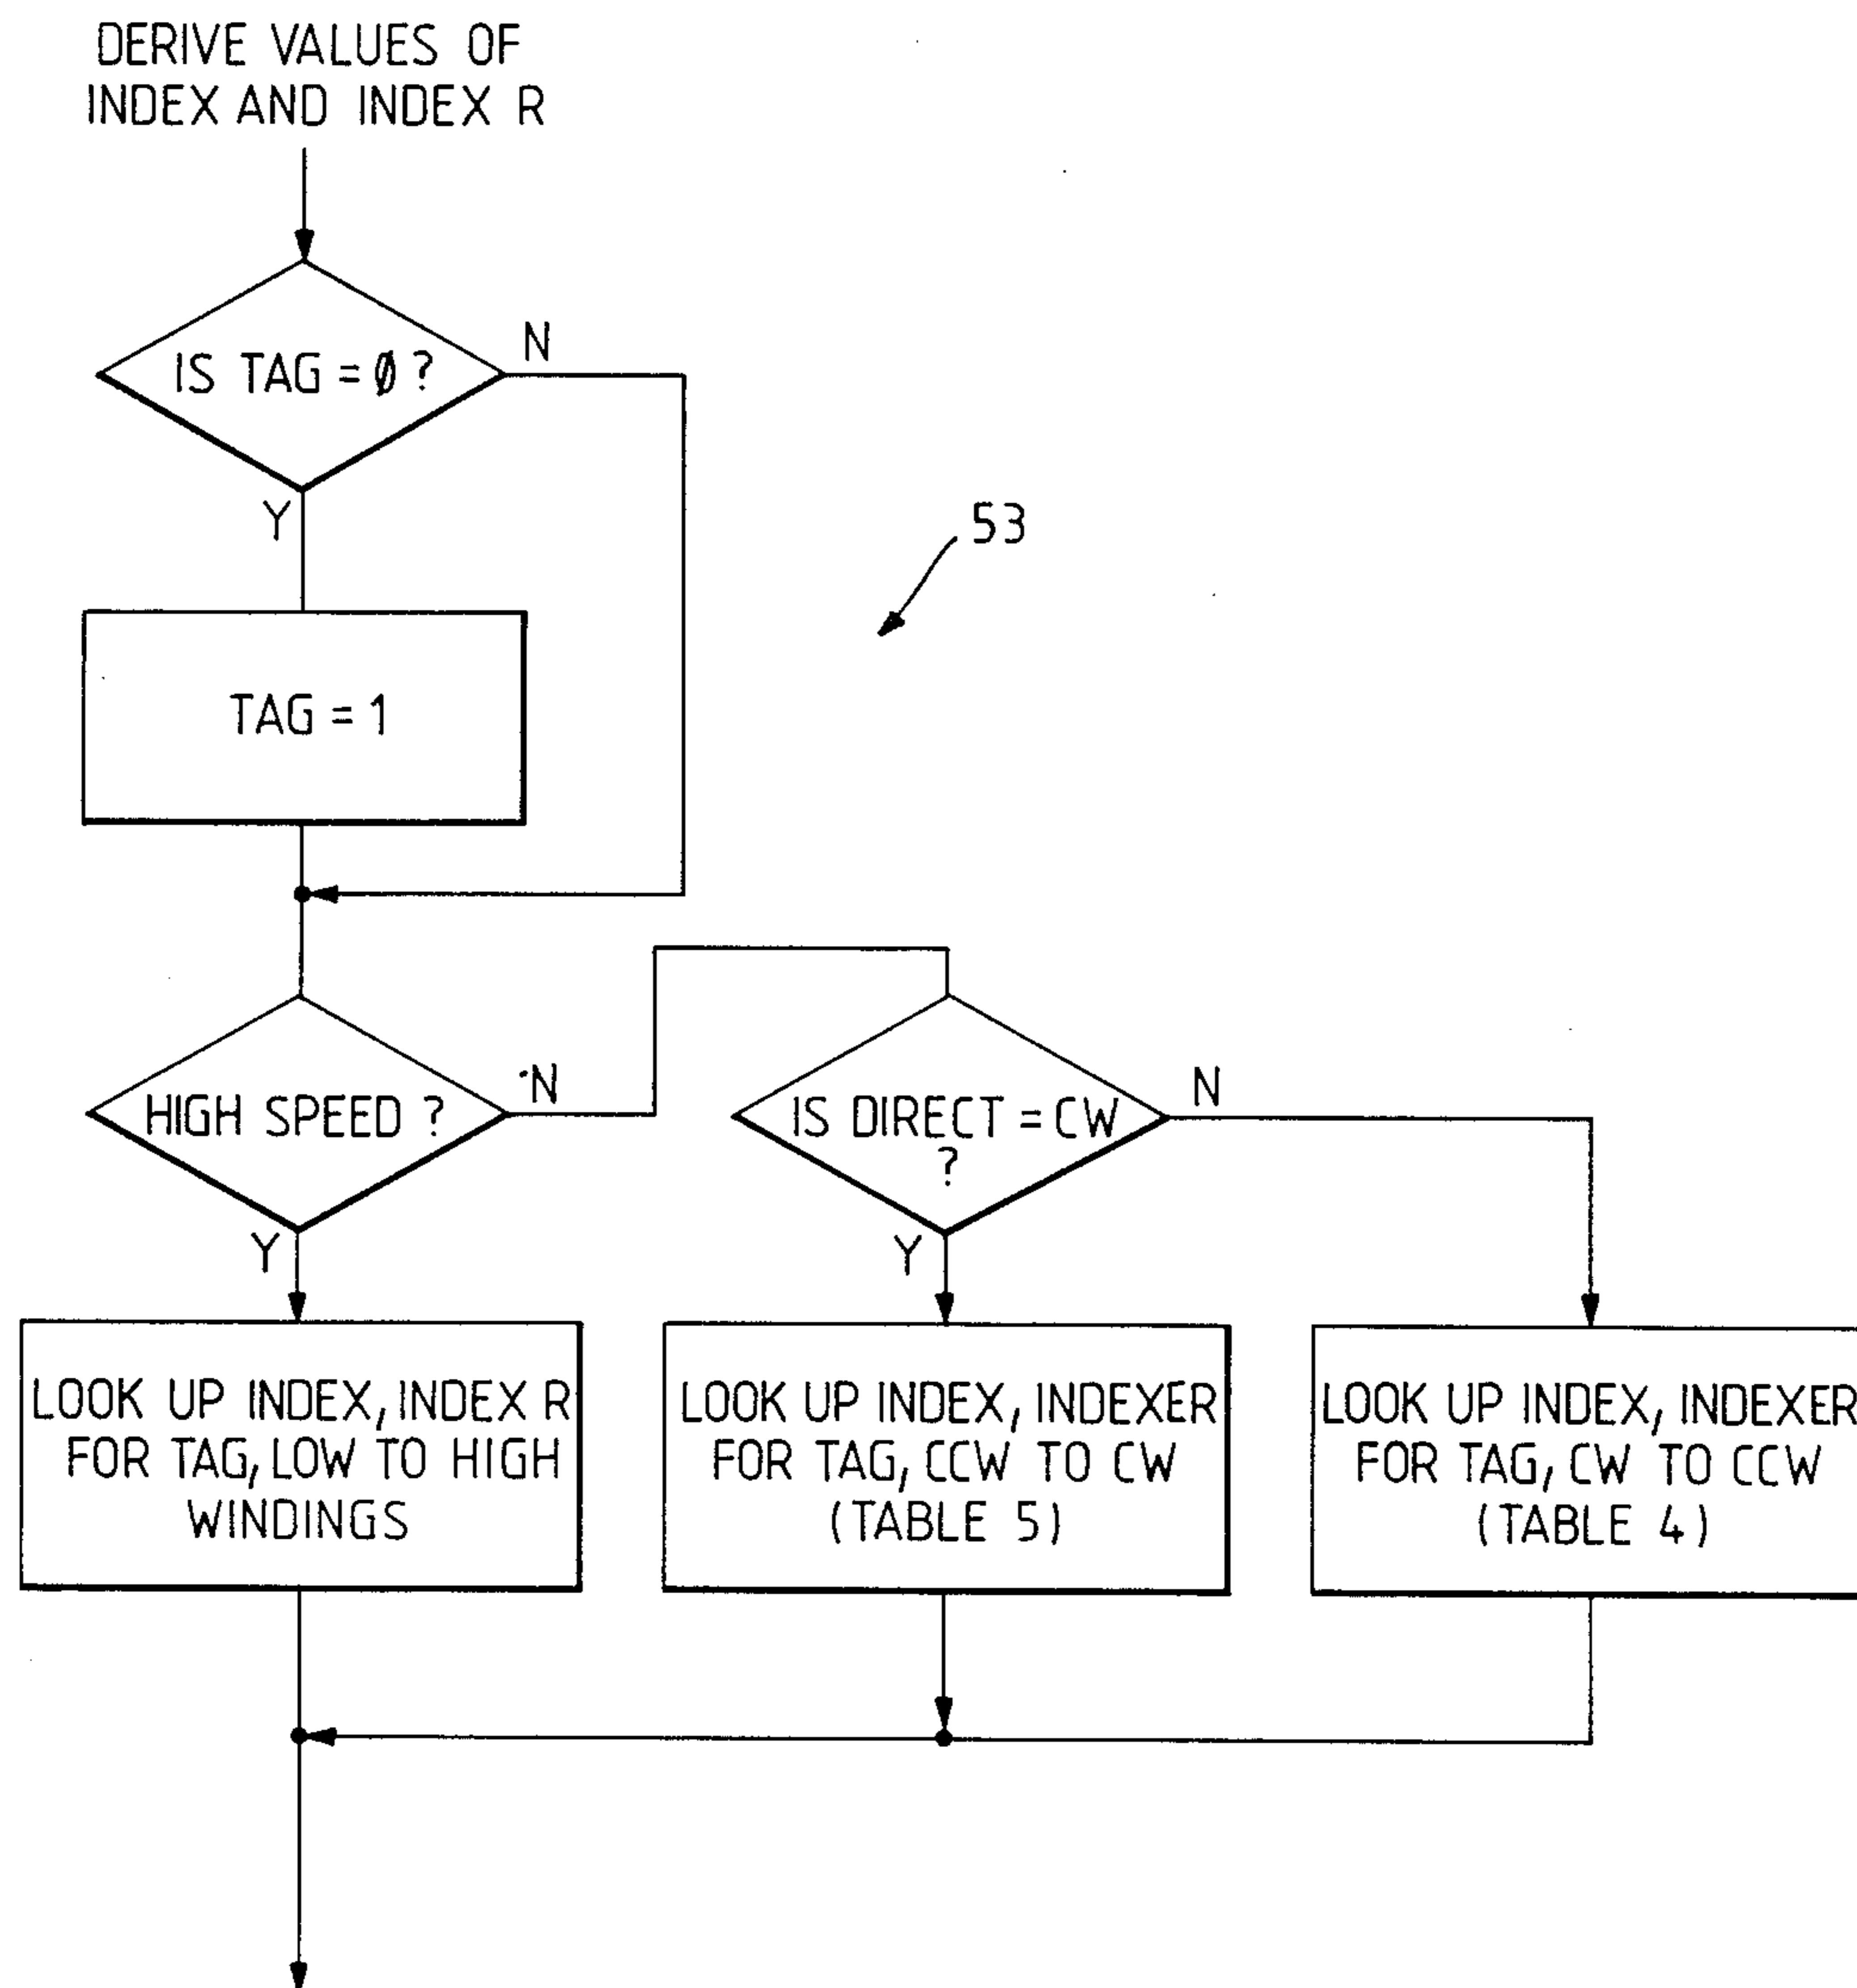 DERIVE VALUES OF
INDEX AND INDEX R
IS TAG = Ø ?
N
Y
53
TAG = 1
HIGH SPEED ?
N
IS DIRECT = CW
?
N
Y
Y
LOOK UP INDEX, INDEX R
FOR TAG, LOW TO HIGH
WINDINGS
LOOK UP INDEX, INDEXER
FOR TAG, CCW TO CW
(TABLE 5)
LOOK UP INDEX, INDEXER
FOR TAG, CW TO CCW
(TABLE 4)